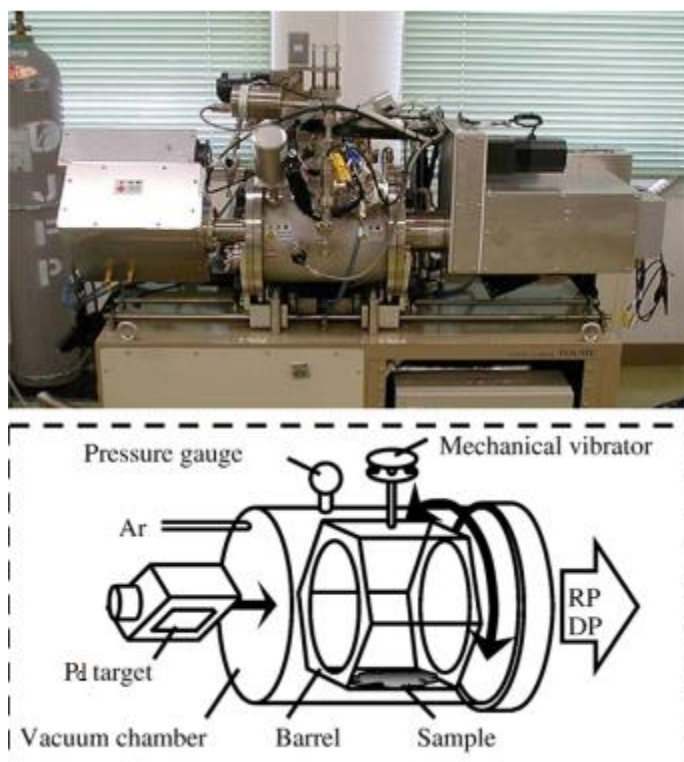 Pressure gauge
Mechanical vibrator
Ar
RP
DP
Pd target
Vacuum chamber
Barrel
Sample